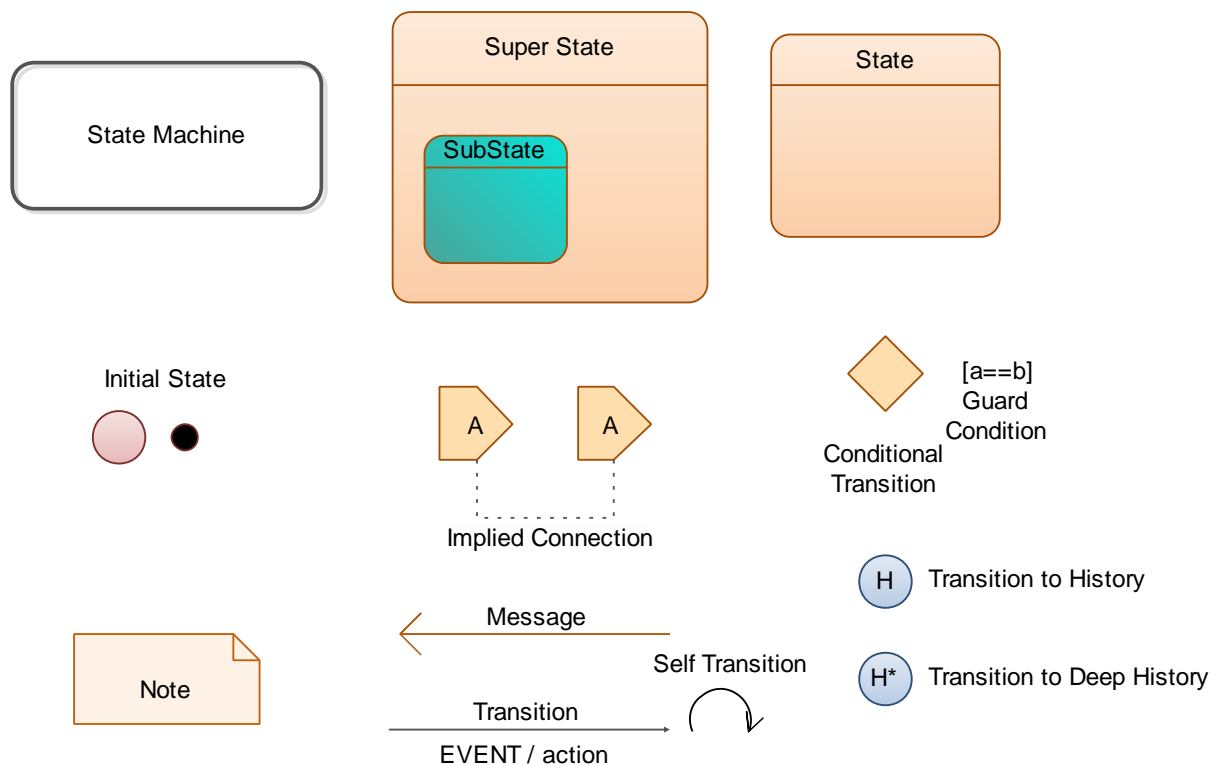 State Machine
Super State
SubState
State
Initial State
A
A
Implied Connection
[a==b]
Guard
Condition
Conditional
Transition
H
Transition to History
H*
Transition to Deep History
Note
Message
Self Transition
Transition
EVENT / action